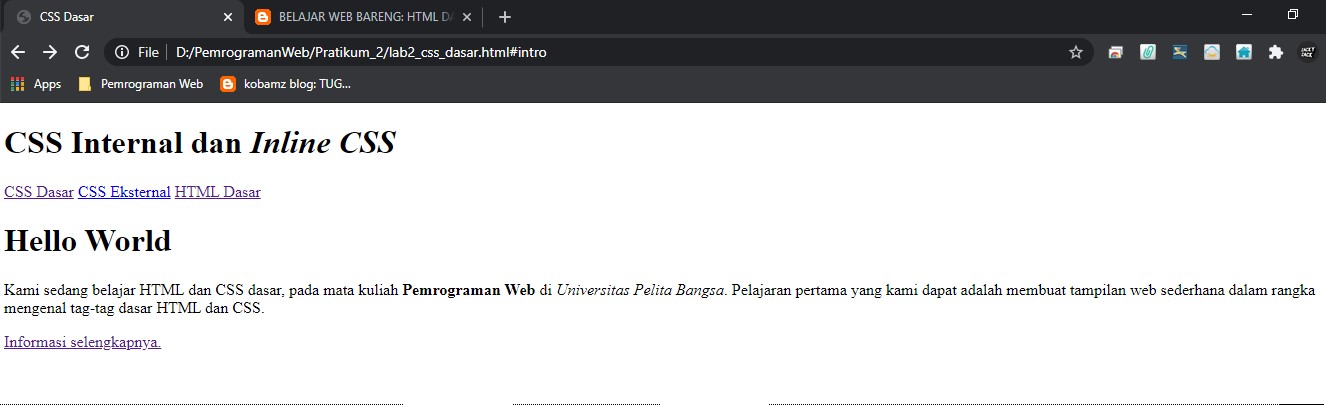 CSS Dasar
BELAJAR WEB BARENG: HTML DA
File
D:/PemrogramanWeb/Pratikum_2/lab2_css_dasar.html#intro
Apps
Pemrograman Web
kobamz blog: TUG...
CSS Internal dan Inline CSS
CSS Dasar CSS Eksternal HTML Dasar
Hello World
Kami sedang belajar HTML dan CSS dasar, pada mata kuliah Pemrograman Web di Universitas Pelita Bangsa. Pelajaran pertama yang kami dapat adalah membuat tampilan web sederhana dalam rangka
mengenal tag-tag dasar HTML dan CSS.
Informasi selengkapnya.